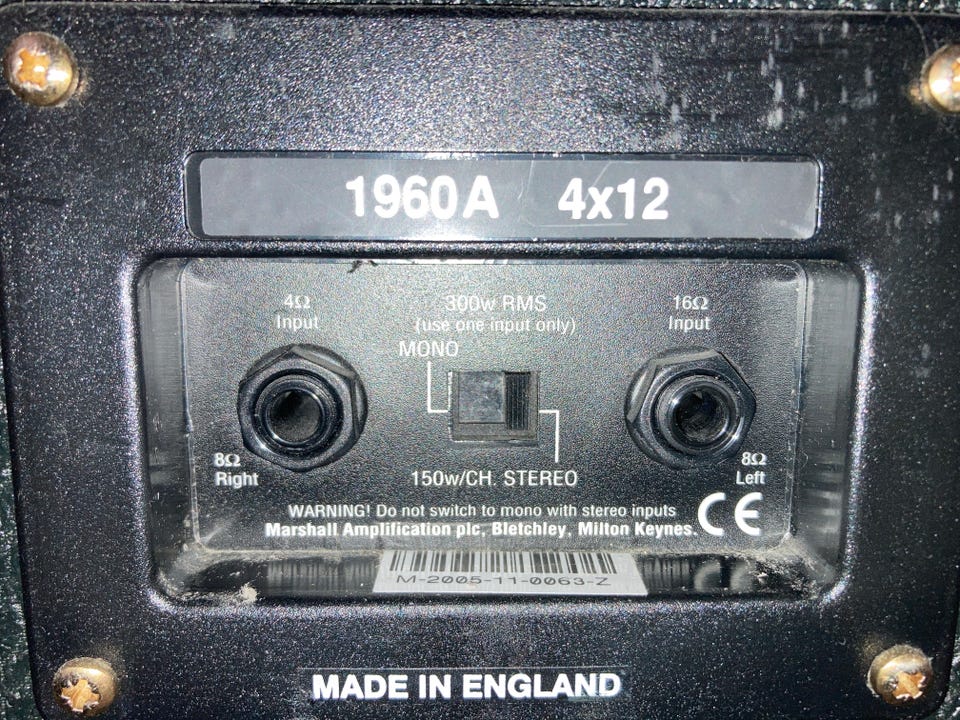 1960A 4x12
4Ω
Input
300w RMS
(use one input only)
16Ω
Input
MONO
8Ω
Right
150w/CH. STEREO
8Ω
Left
WARNING! Do not switch to mono with stereo inputs
Marshall Amplification plc, Bletchley, Milton Keynes.
CE
M-2005-11-0063-Z
MADE IN ENGLAND